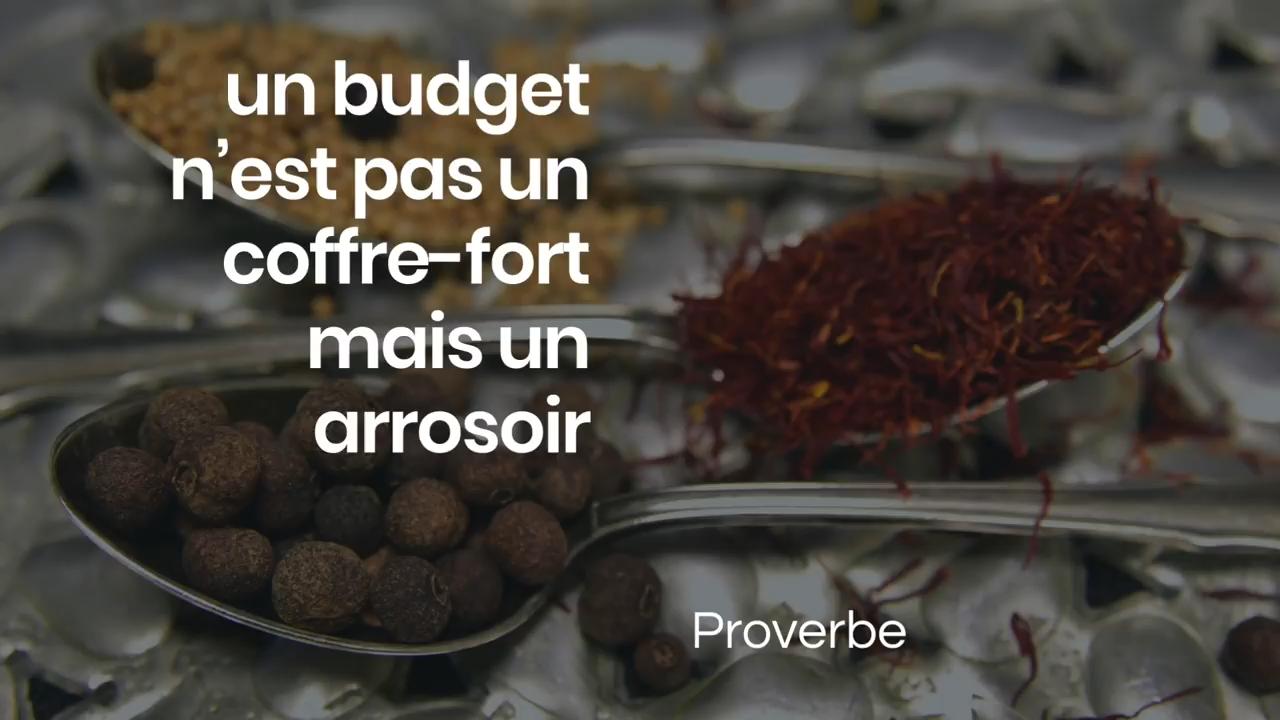 un budget
n’est pas un
coffre-fort
mais un
arrosoir
Proverbe